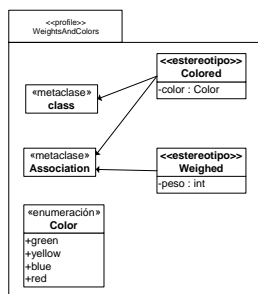 <<profile>>
WeightsAndColors
<<estereotipo>>
Colored
-color : Color
«metaclase»
class
«metaclase»
Association
<<estereotipo>>
Weighed
-peso : int
«enumeración»
Color
+green
+yellow
+blue
+red